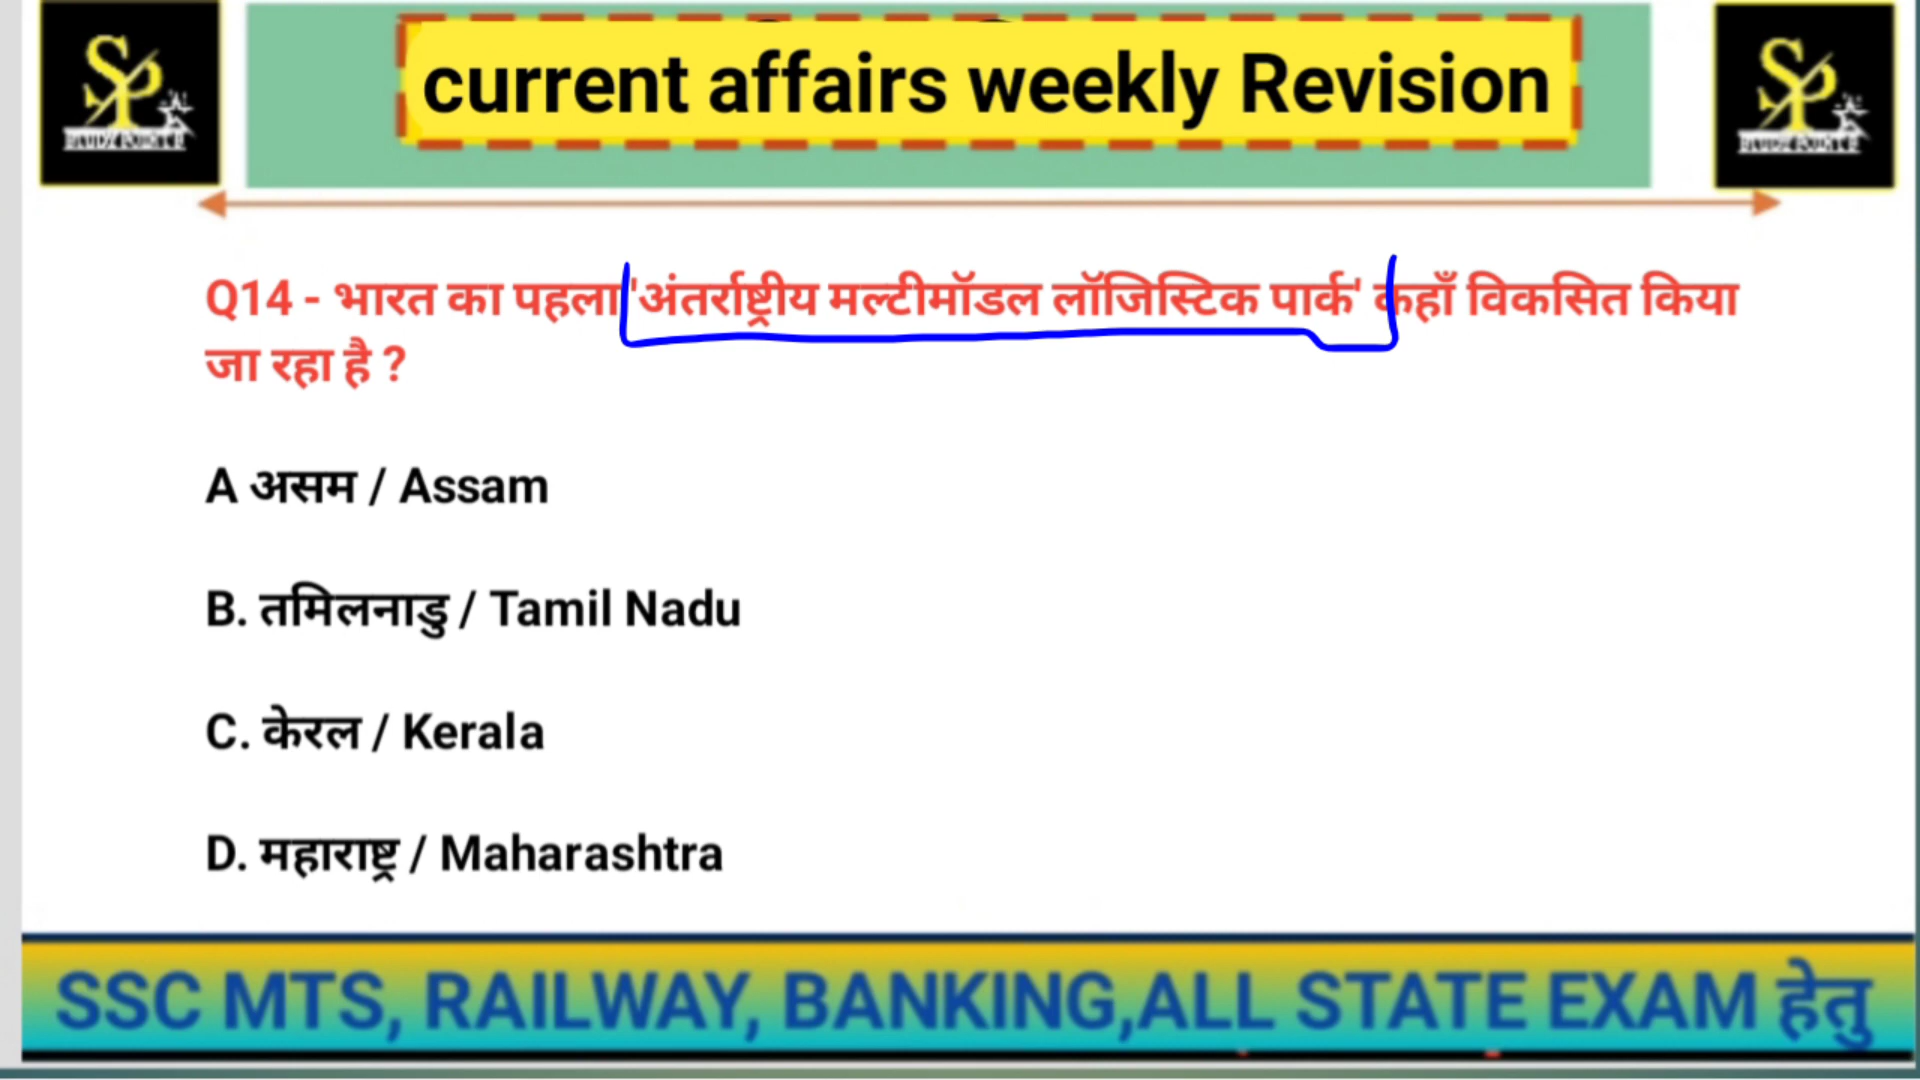 current affairs weekly Revision
Q14 - भारत का पहला 'अंतर्राष्ट्रीय मल्टीमॉडल लॉजिस्टिक पार्क' कहाँ विकसित किया
जा रहा है ?
A असम / Assam
B. तमिलनाडु / Tamil Nadu
C. केरल / Kerala
D. महाराष्ट्र / Maharashtra
SSC MTS, RAILWAY, BANKING,ALL STATE EXAM हेतु